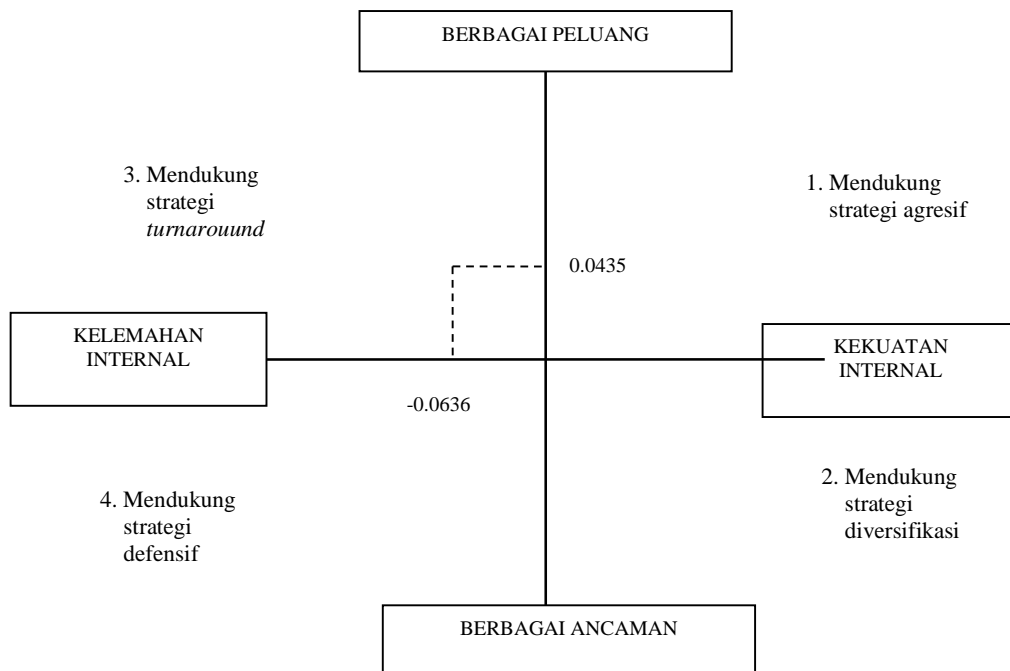 BERBAGAI PELUANG
3. Mendukung
strategi
turnarouund
1. Mendukung
strategi agresif
0.0435
KELEMAHAN
INTERNAL
KEKUATAN
INTERNAL
-0.0636
4. Mendukung
strategi
defensif
2. Mendukung
strategi
diversifikasi
BERBAGAI ANCAMAN